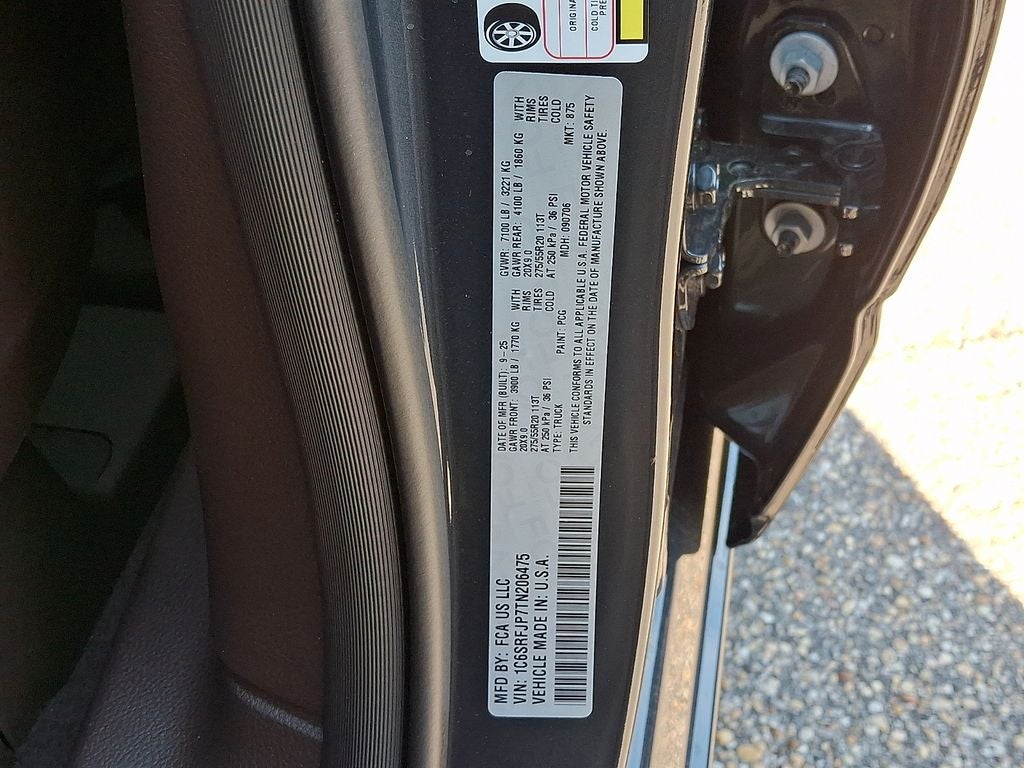 ORIGINA
COLD TI
PRE
MFD BY: FCA US LLC
VIN: 1C6SRFJP7TN206475
VEHICLE MADE IN: U.S.A.
DATE OF MFR (BUILT): 9-25 GVWR: 7100 LB / 3221 KG
GAWR FRONT: 3900 LB / 1770 KG WITH GAWR REAR: 4100 LB / 1860 KG WITH
20X9.0 RIMS 20X9.0 RIMS
275/55R20 113T TIRES 275/55R20 113T TIRES
AT 250 kPa / 36 PSI COLD AT 250 kPa / 36 PSI COLD
TYPE: TRUCK PAINT: PCG MDH: 090706 MKT: 875
THIS VEHICLE CONFORMS TO ALL APPLICABLE U.S.A. FEDERAL MOTOR VEHICLE SAFETY
STANDARDS IN EFFECT ON THE DATE OF MANUFACTURE SHOWN ABOVE.